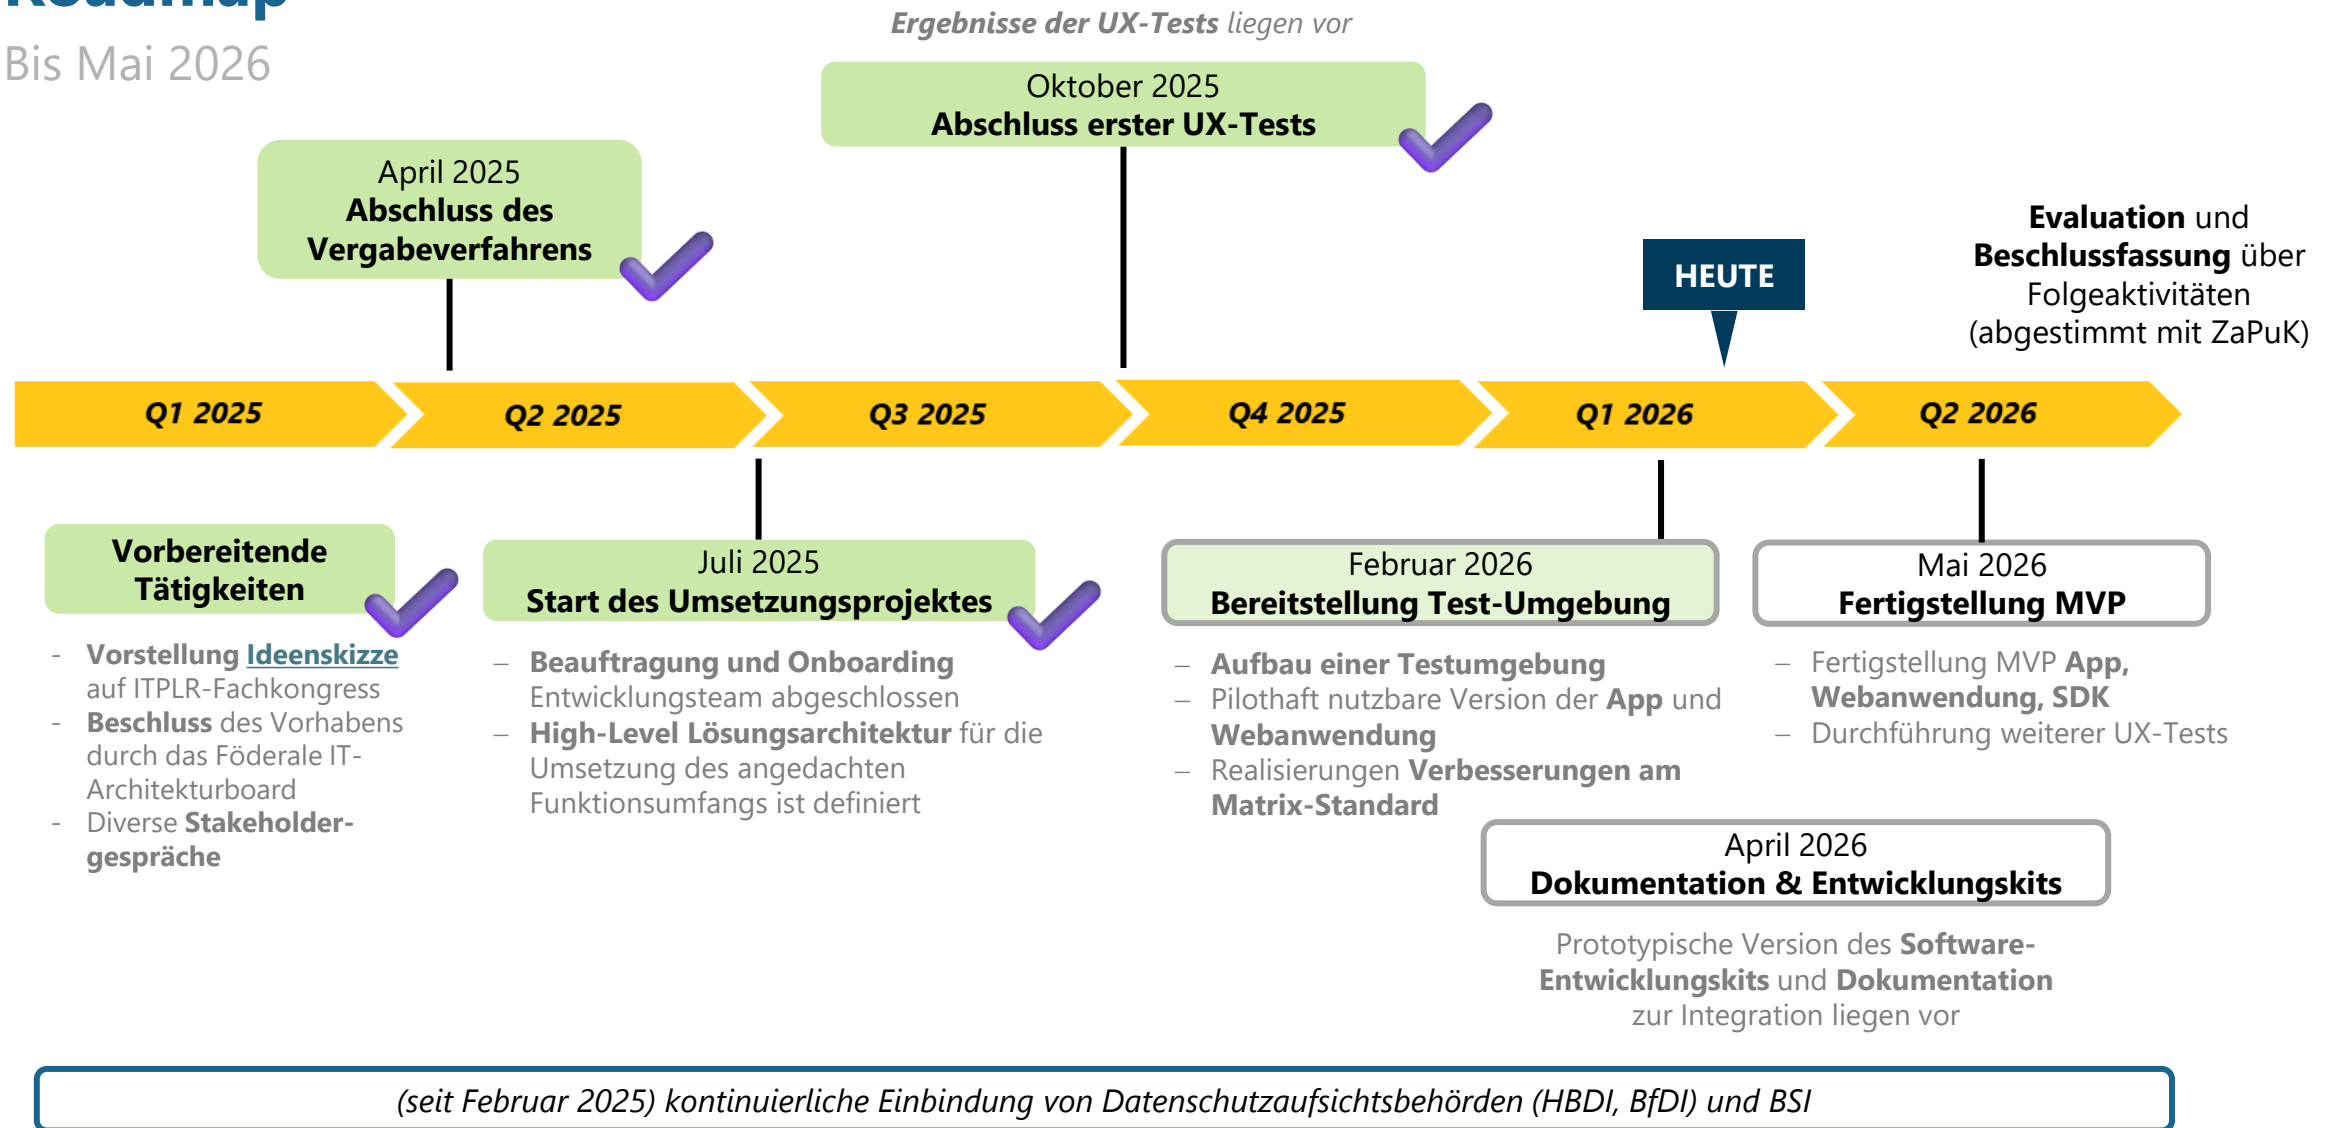 Roadmap
Bis Mai 2026
Ergebnisse der UX-Tests liegen vor
Oktober 2025
Abschluss erster UX-Tests
April 2025
Abschluss des
Vergabeverfahrens
HEUTE
Evaluation und
Beschlussfassung über
Folgeaktivitäten
(abgestimmt mit ZaPuK)
Q1 2025
Q2 2025
Q3 2025
Q4 2025
Q1 2026
Q2 2026
Vorbereitende
Tätigkeiten
- Vorstellung Ideenskizze
auf ITPLR-Fachkongress
- Beschluss des Vorhabens
durch das Föderale IT-
Architekturboard
- Diverse Stakeholder-
gespräche
Juli 2025
Start des Umsetzungsprojektes
– Beauftragung und Onboarding
Entwicklungsteam abgeschlossen
– High-Level Lösungsarchitektur für die
Umsetzung des angedachten
Funktionsumfangs ist definiert
Februar 2026
Bereitstellung Test-Umgebung
– Aufbau einer Testumgebung
– Pilothaft nutzbare Version der App und
Webanwendung
– Realisierungen Verbesserungen am
Matrix-Standard
Mai 2026
Fertigstellung MVP
– Fertigstellung MVP App,
Webanwendung, SDK
– Durchführung weiterer UX-Tests
April 2026
Dokumentation & Entwicklungskits
Prototypische Version des Software-
Entwicklungskits und Dokumentation
zur Integration liegen vor
(seit Februar 2025) kontinuierliche Einbindung von Datenschutzaufsichtsbehörden (HBDI, BfDI) und BSI